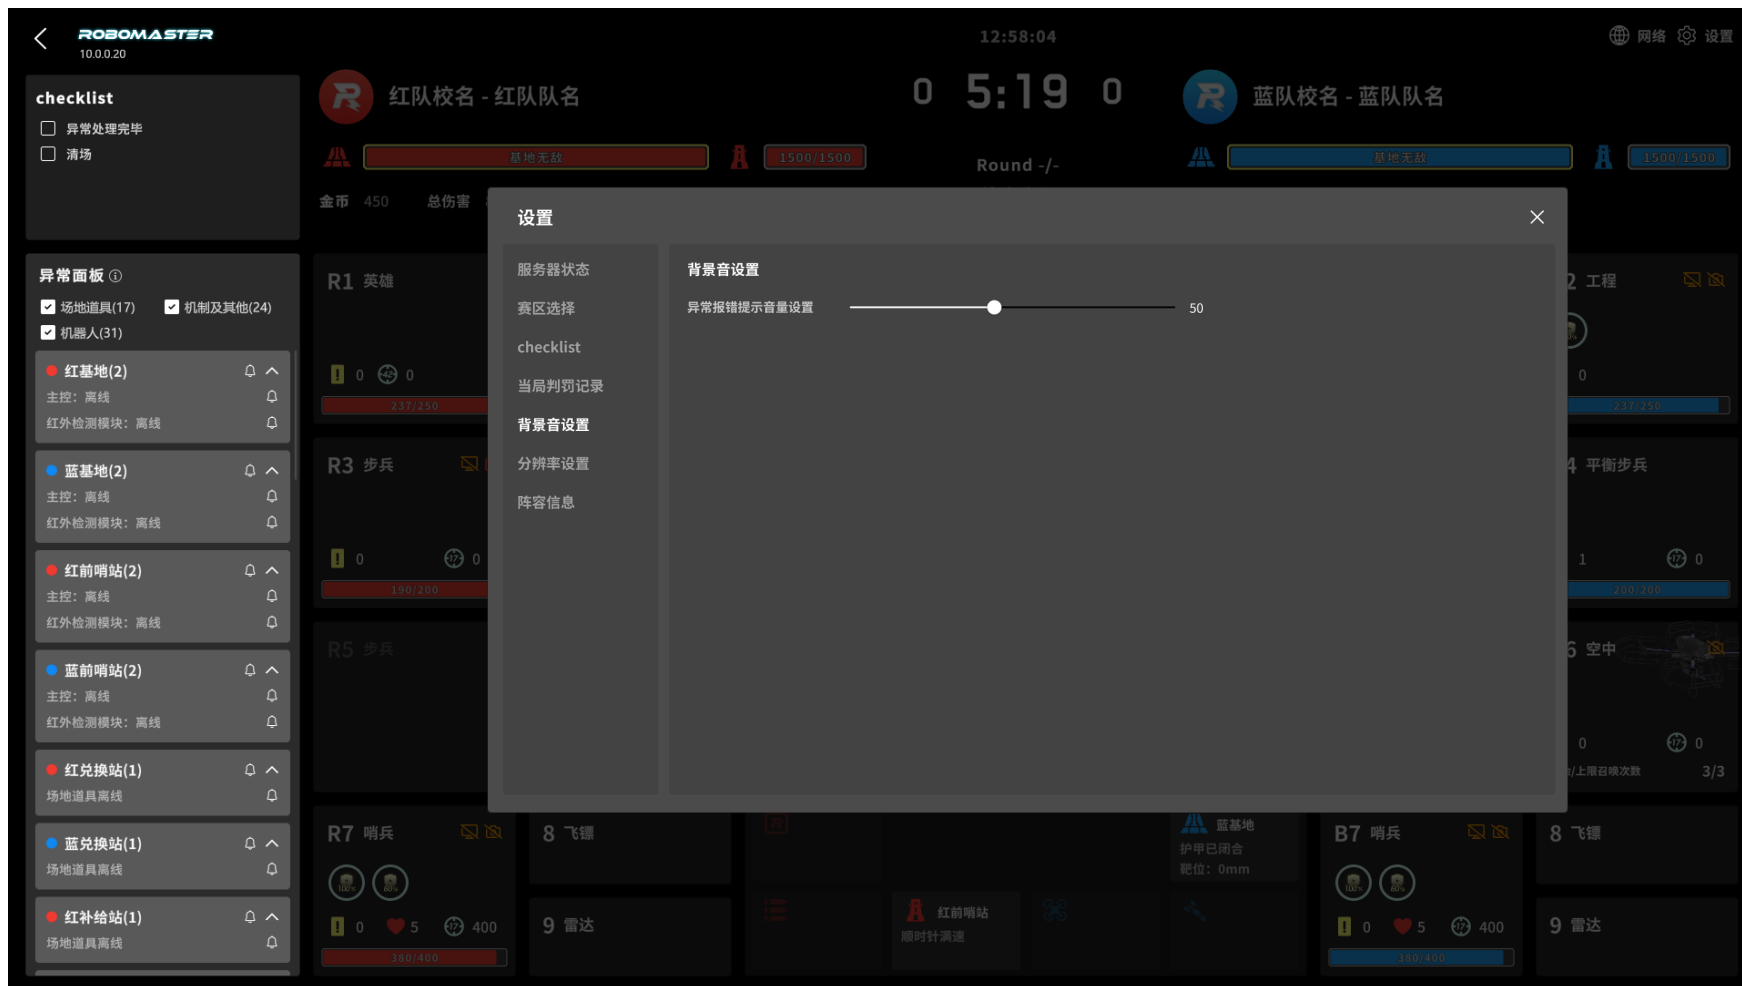 ROBOMASTER
10.0.0.20
12:58:04
网络
设置
checklist
异常处理完毕
清场
红队校名 - 红队队名
0 5:19 0
蓝队校名 - 蓝队队名
基地无敌
1500/1500
Round -/-
基地无敌
1500/1500
金币 450 总伤害
设置
异常面板
场地道具(17)
机制及其他(24)
机器人(31)
红基地(2)
主控：离线
红外检测模块：离线
蓝基地(2)
主控：离线
红外检测模块：离线
红前哨站(2)
主控：离线
红外检测模块：离线
蓝前哨站(2)
主控：离线
红外检测模块：离线
红兑换站(1)
场地道具离线
蓝兑换站(1)
场地道具离线
红补给站(1)
场地道具离线
服务器状态
赛区选择
checklist
当局判罚记录
背景音设置
分辨率设置
阵容信息
背景音设置
异常报错提示音量设置
50
R1 英雄
0 42 0
237/250
R3 步兵
0 17 0
190/200
R5 步兵
R7 哨兵
100% 60%
0 5 17 400
380/400
8 飞镖
9 雷达
红前哨站
顺时针满速
蓝基地
护甲已闭合
靶位：0mm
2 工程
0
237/250
4 平衡步兵
1 17 0
200/200
6 空中
0 17 0
/上限召唤次数 3/3
B7 哨兵
100% 60%
0 5 17 400
380/400
8 飞镖
9 雷达